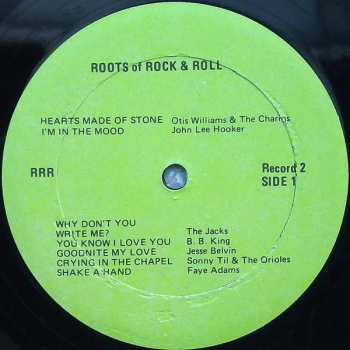 ROOTS of ROCK & ROLL
HEARTS MADE OF STONE Otis Williams & The Charms
I'M IN THE MOOD John Lee Hooker
RRR Record 2
SIDE 1
WHY DON'T YOU
WRITE ME? The Jacks
YOU KNOW I LOVE YOU B. B. King
GOODNITE MY LOVE Jesse Belvin
CRYING IN THE CHAPEL Sonny Til & The Orioles
SHAKE A HAND Faye Adams